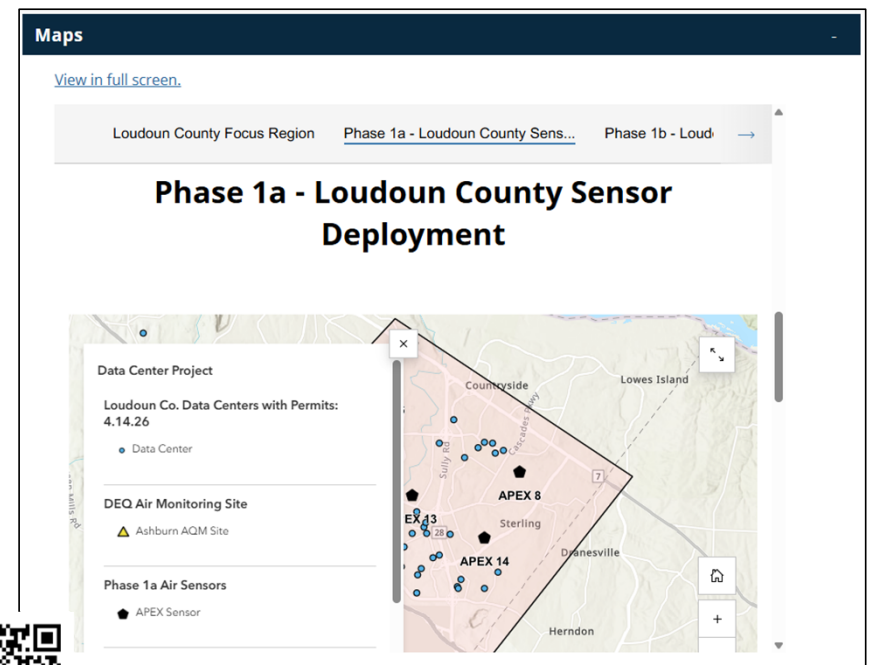 Maps
-
View in full screen.
Loudoun County Focus Region
Phase 1a - Loudoun County Sens...
Phase 1b - Loud
Phase 1a - Loudoun County Sensor
Deployment
Data Center Project
Loudoun Co. Data Centers with Permits:
4.14.26
Data Center
DEQ Air Monitoring Site
Ashburn AQM Site
Phase 1a Air Sensors
APEX Sensor
Countryside
Lowes Island
Cascades Pkwy
Sully Rd
7
APEX 8
EX 13
28
Sterling
APEX 14
Dranesville
Herndon
+